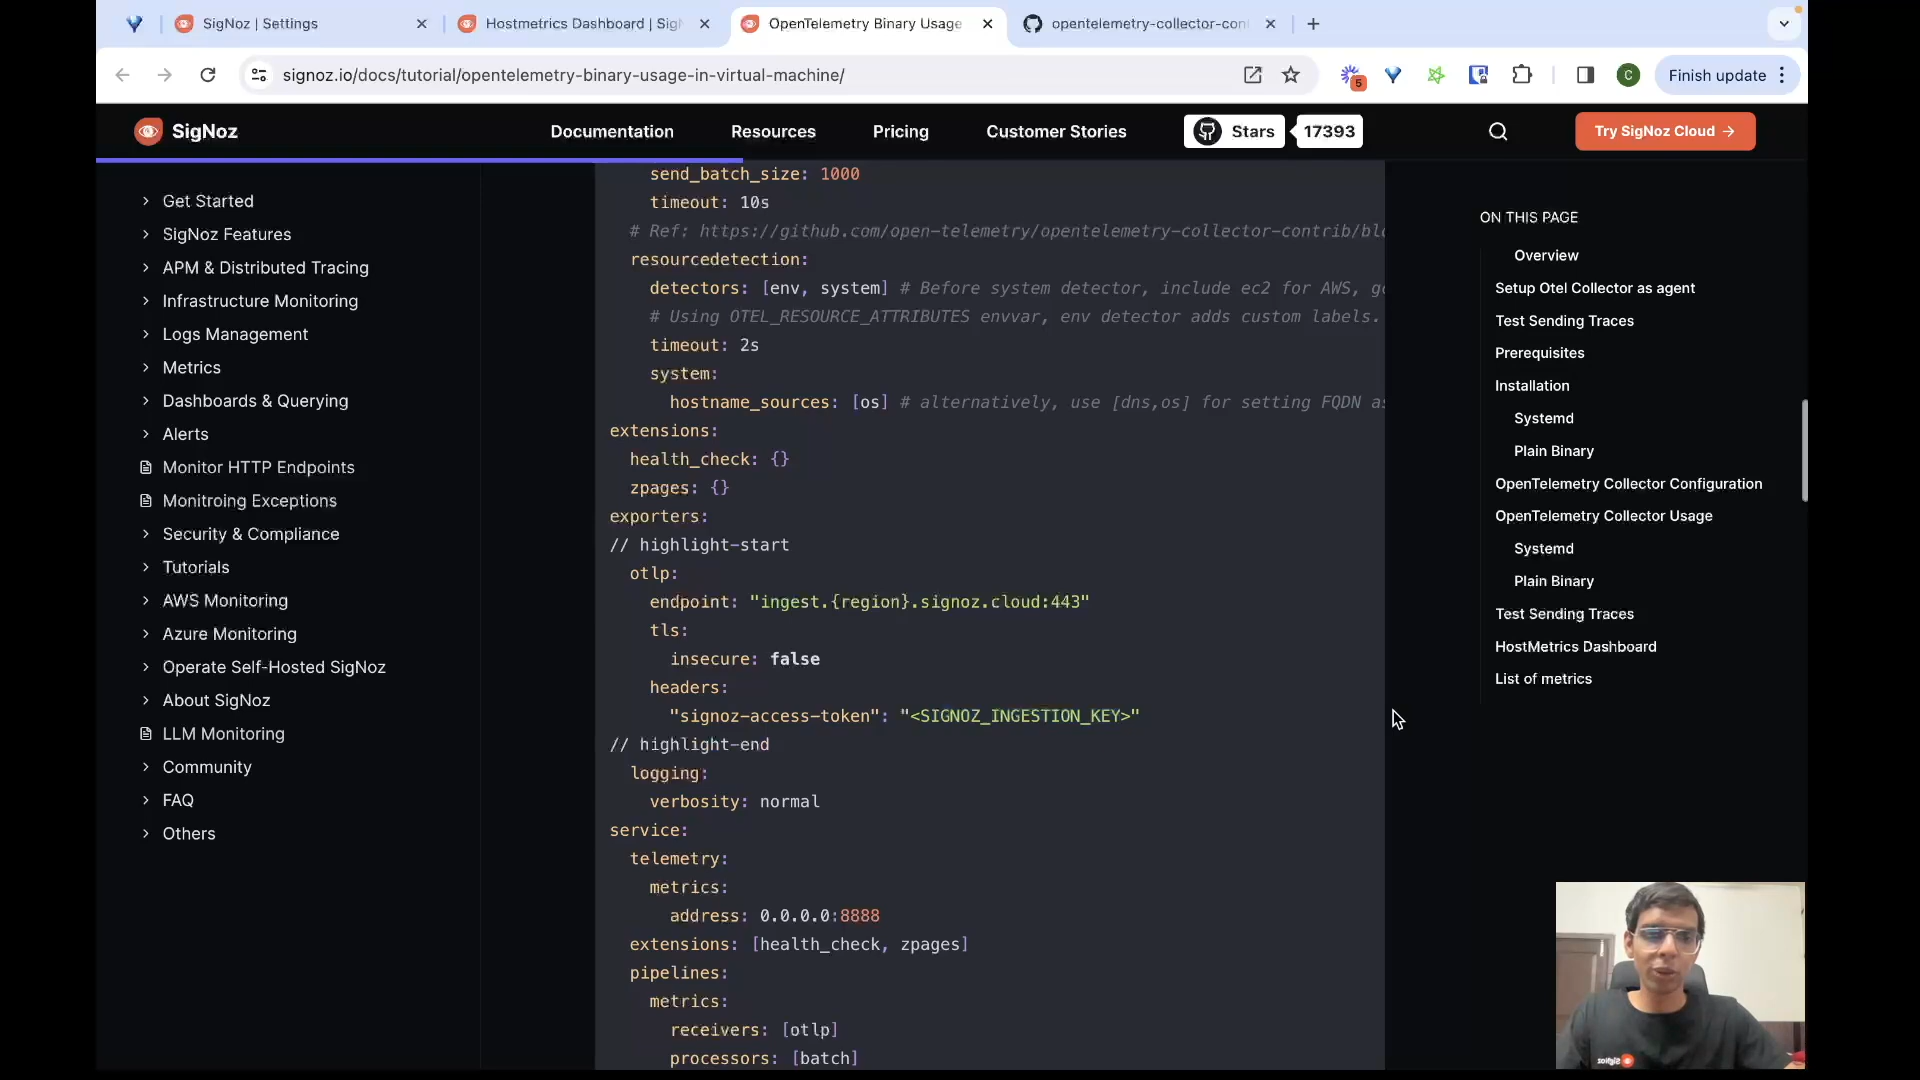 SigNoz | Settings
Hostmetrics Dashboard | Sig
OpenTelemetry Binary Usage
opentelemetry-collector-con
signoz.io/docs/tutorial/opentelemetry-binary-usage-in-virtual-machine/
5
C
Finish update
SigNoz
Documentation
Resources
Pricing
Customer Stories
Stars
17393
Try SigNoz Cloud →
Get Started
SigNoz Features
APM & Distributed Tracing
Infrastructure Monitoring
Logs Management
Metrics
Dashboards & Querying
Alerts
Monitor HTTP Endpoints
Monitroing Exceptions
Security & Compliance
Tutorials
AWS Monitoring
Azure Monitoring
Operate Self-Hosted SigNoz
About SigNoz
LLM Monitoring
Community
FAQ
Others
send_batch_size: 1000
timeout: 10s
# Ref: https://github.com/open-telemetry/opentelemetry-collector-contrib/blo
resourcedetection:
detectors: [env, system] # Before system detector, include ec2 for AWS, gc
# Using OTEL_RESOURCE_ATTRIBUTES envvar, env detector adds custom labels.
timeout: 2s
system:
hostname_sources: [os] # alternatively, use [dns,os] for setting FQDN as
extensions:
health_check: {}
zpages: {}
exporters:
// highlight-start
otlp:
endpoint: "ingest.{region}.signoz.cloud:443"
tls:
insecure: false
headers:
"signoz-access-token": "<SIGNOZ_INGESTION_KEY>"
// highlight-end
logging:
verbosity: normal
service:
telemetry:
metrics:
address: 0.0.0.0:8888
extensions: [health_check, zpages]
pipelines:
metrics:
receivers: [otlp]
processors: [batch]
ON THIS PAGE
Overview
Setup Otel Collector as agent
Test Sending Traces
Prerequisites
Installation
Systemd
Plain Binary
OpenTelemetry Collector Configuration
OpenTelemetry Collector Usage
Systemd
Plain Binary
Test Sending Traces
HostMetrics Dashboard
List of metrics